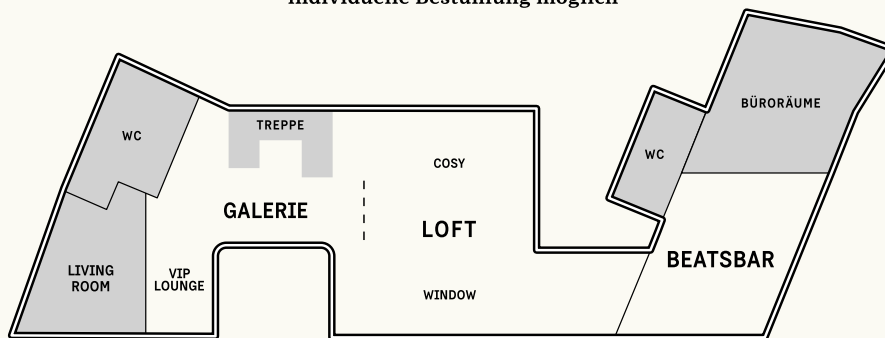 Individuelle Bestuhlung möglich
BÜRORÄUME
TREPPE
WC
WC
COSY
GALERIE
LOFT
BEATSBAR
LIVING
ROOM
VIP
LOUNGE
WINDOW